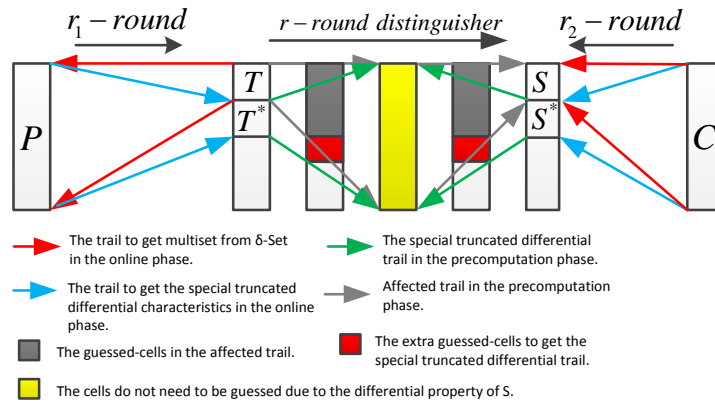 r₁ − round
r − round distinguisher
r₂ − round
P
T
T*
S
S*
C
The trail to get multiset from δ-Set
in the online phase.
The special truncated differential
trail in the precomputation phase.
The trail to get the special truncated
differential characteristics in the online
phase.
Affected trail in the precomputation
phase.
The guessed-cells in the affected trail.
The extra guessed-cells to get the
special truncated differential trail.
The cells do not need to be guessed due to the differential property of S.